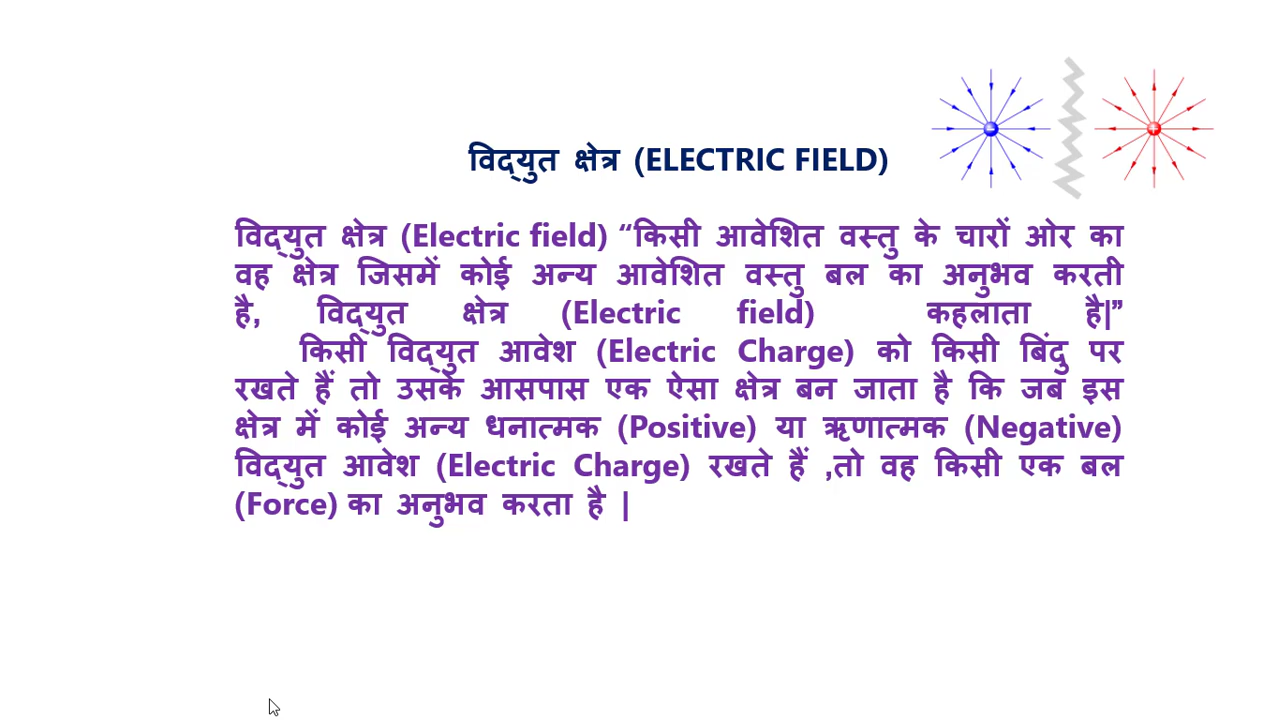 विद्युत क्षेत्र (ELECTRIC FIELD)
विद्युत क्षेत्र (Electric field) “किसी आवेशित वस्तु के चारों ओर का
वह क्षेत्र जिसमें कोई अन्य आवेशित वस्तु बल का अनुभव करती
है, विद्युत क्षेत्र (Electric field) कहलाता है|”
किसी विद्युत आवेश (Electric Charge) को किसी बिंदु पर
रखते हैं तो उसके आसपास एक ऐसा क्षेत्र बन जाता है कि जब इस
क्षेत्र में कोई अन्य धनात्मक (Positive) या ऋणात्मक (Negative)
विद्युत आवेश (Electric Charge) रखते हैं ,तो वह किसी एक बल
(Force) का अनुभव करता है |